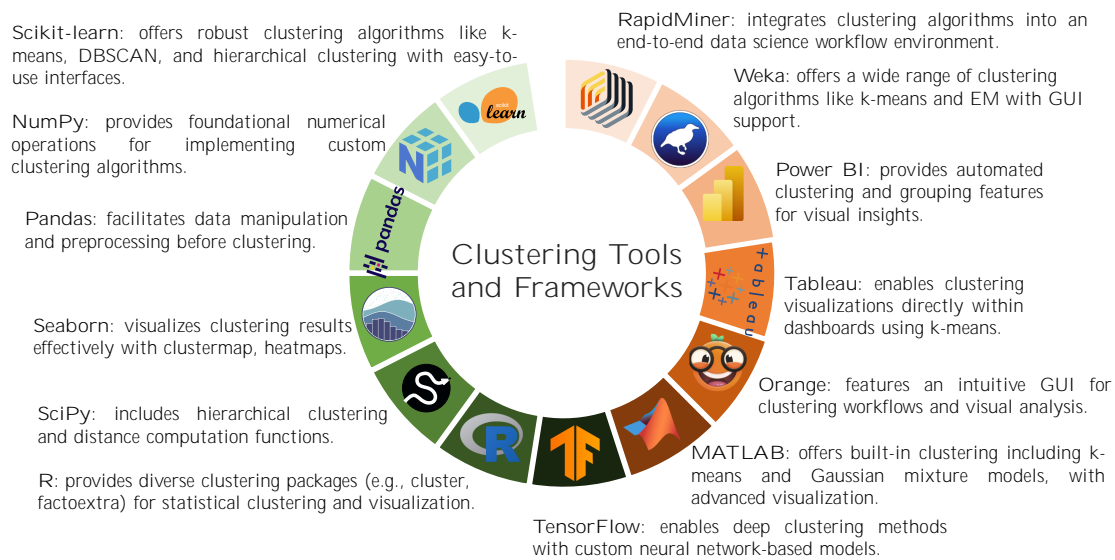 Scikit-learn: offers robust clustering algorithms like k-
means, DBSCAN, and hierarchical clustering with easy-to-
use interfaces.
NumPy: provides foundational numerical
operations for implementing custom
clustering algorithms.
Pandas: facilitates data manipulation
and preprocessing before clustering.
Seaborn: visualizes clustering results
effectively with clustermap, heatmaps.
SciPy: includes hierarchical clustering
and distance computation functions.
R: provides diverse clustering packages (e.g., cluster,
factoextra) for statistical clustering and visualization.
TensorFlow: enables deep clustering methods
with custom neural network-based models.
RapidMiner: integrates clustering algorithms into an
end-to-end data science workflow environment.
Weka: offers a wide range of clustering
algorithms like k-means and EM with GUI
support.
Power BI: provides automated
clustering and grouping features
for visual insights.
Tableau: enables clustering
visualizations directly within
dashboards using k-means.
Orange: features an intuitive GUI for
clustering workflows and visual analysis.
MATLAB: offers built-in clustering including k-
means and Gaussian mixture models, with
advanced visualization.
Clustering Tools
and Frameworks
scikit
learn
N
pandas
R
TF
+ableau